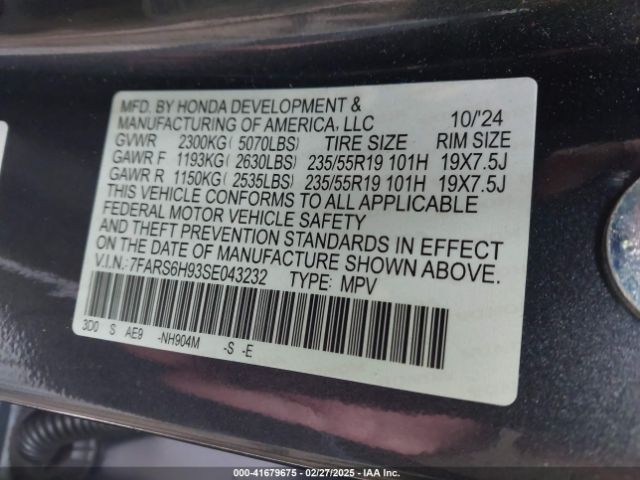 MFD. BY HONDA DEVELOPMENT &
MANUFACTURING OF AMERICA, LLC 10/'24
GVWR 2300KG( 5070LBS) TIRE SIZE RIM SIZE
GAWR F 1193KG( 2630LBS) 235/55R19 101H 19X7.5J
GAWR R 1150KG( 2535LBS) 235/55R19 101H 19X7.5J
THIS VEHICLE CONFORMS TO ALL APPLICABLE
FEDERAL MOTOR VEHICLE SAFETY
AND THEFT PREVENTION STANDARDS IN EFFECT
ON THE DATE OF MANUFACTURE SHOWN ABOVE.
V.I.N.: 7FARS6H93SE043232 TYPE: MPV
3D0 S AE9 -NH904M -S -E
000-41679675 - 02/27/2025 - IAA Inc.